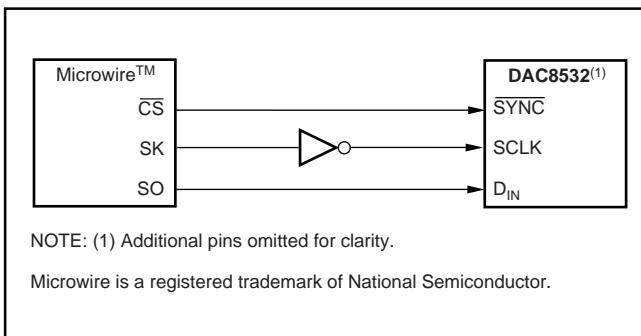 Microwire™ DAC8532(1)
CS SYNC
SK SCLK
SO DIN
NOTE: (1) Additional pins omitted for clarity.
Microwire is a registered trademark of National Semiconductor.